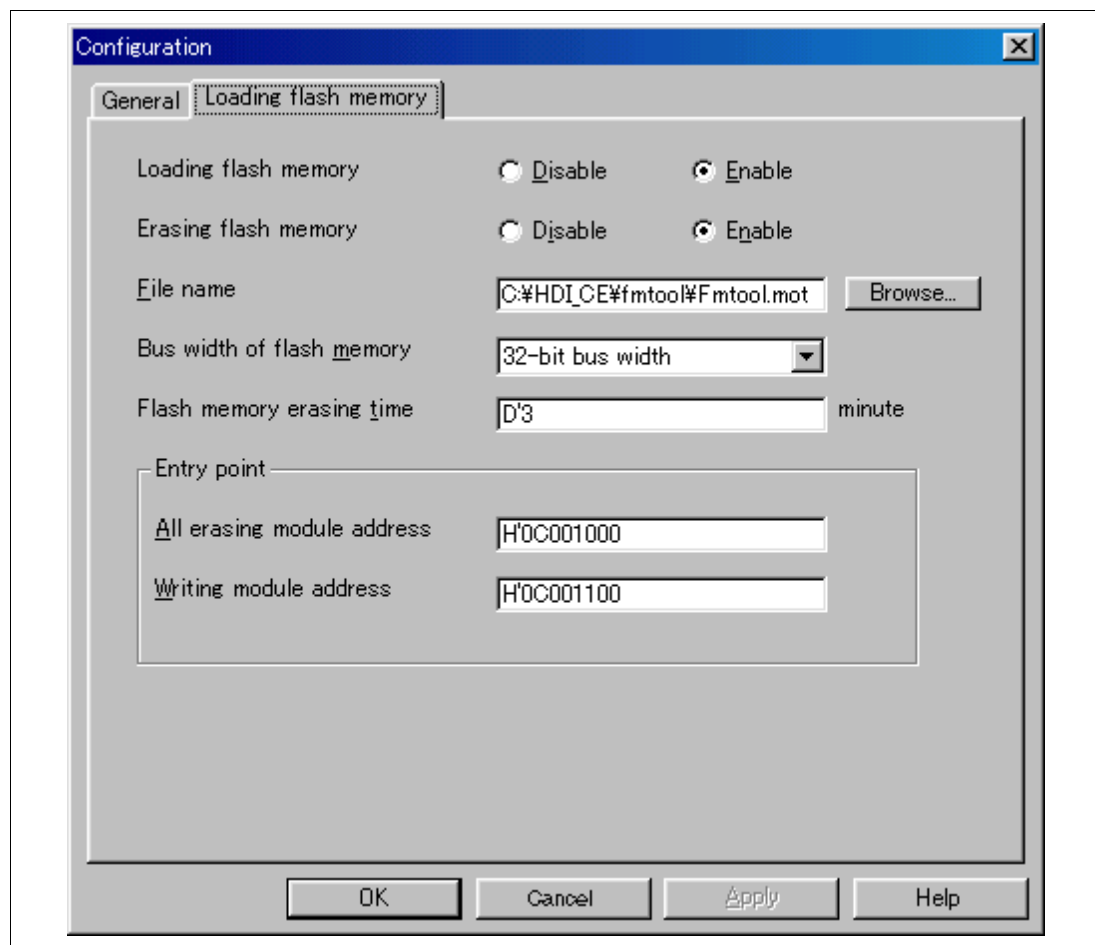 Configuration
General Loading flash memory
Loading flash memory Disable Enable
Erasing flash memory Disable Enable
File name C:¥HDI_CE¥fmtool¥Fmtool.mot Browse...
Bus width of flash memory 32-bit bus width
Flash memory erasing time D'3 minute
Entry point
All erasing module address H'0C001000
Writing module address H'0C001100
OK Cancel Apply Help